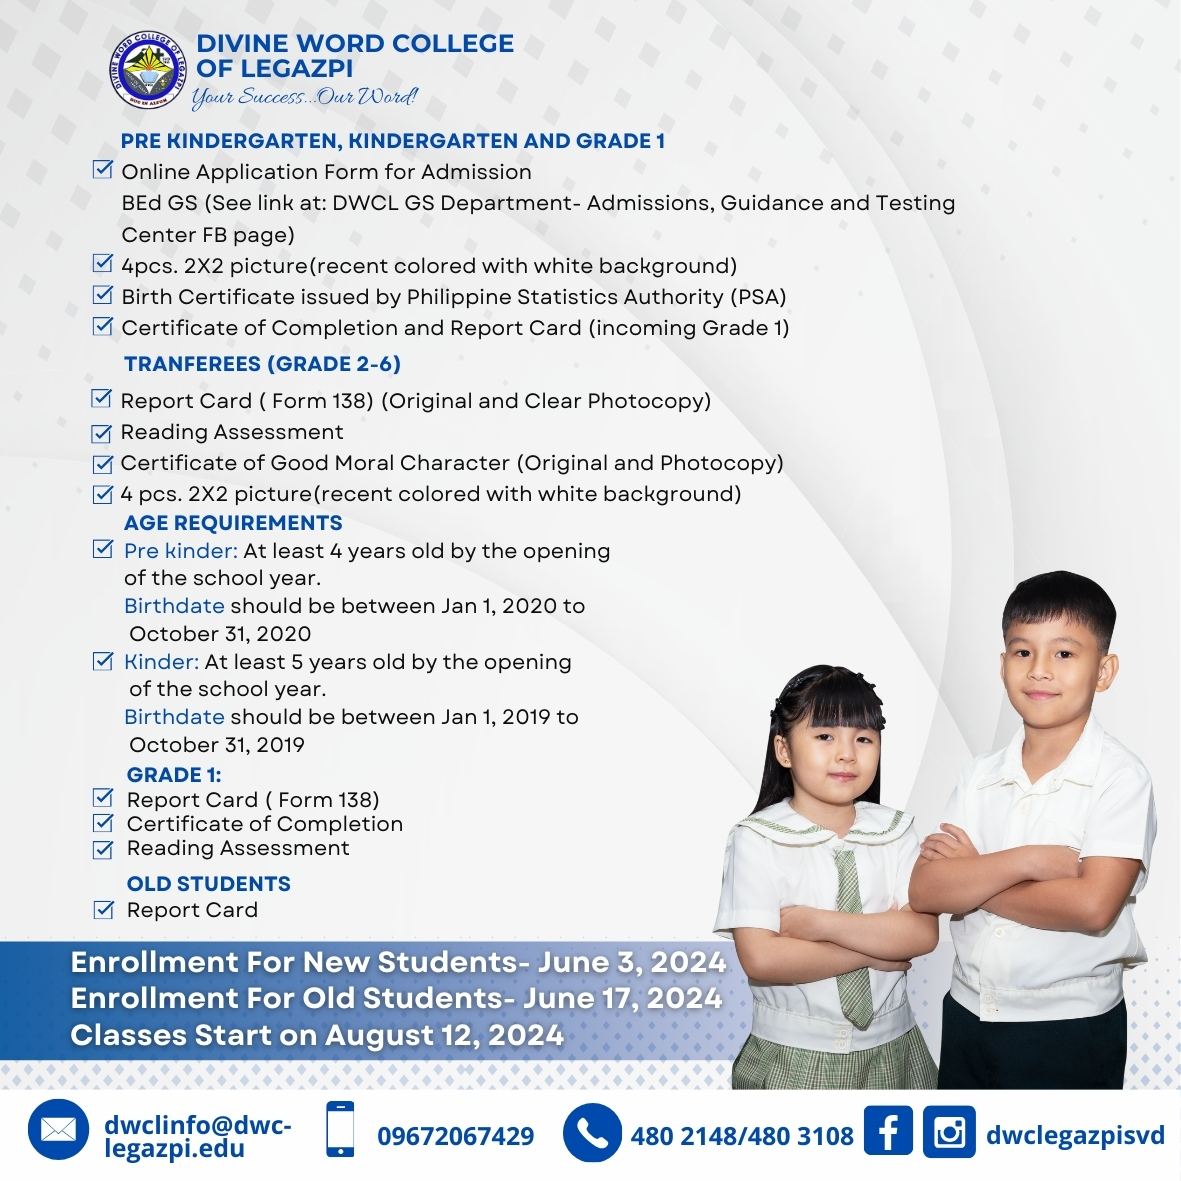 DIVINE WORD COLLEGE OF LEGAZPI
DIOS EST AMOR
DIVINE WORD COLLEGE
OF LEGAZPI
Your Success...Our Word!
PRE KINDERGARTEN, KINDERGARTEN AND GRADE 1
Online Application Form for Admission
BEd GS (See link at: DWCL GS Department- Admissions, Guidance and Testing
Center FB page)
4pcs. 2X2 picture(recent colored with white background)
Birth Certificate issued by Philippine Statistics Authority (PSA)
Certificate of Completion and Report Card (incoming Grade 1)
TRANFEREES (GRADE 2-6)
Report Card ( Form 138) (Original and Clear Photocopy)
Reading Assessment
Certificate of Good Moral Character (Original and Photocopy)
4 pcs. 2X2 picture(recent colored with white background)
AGE REQUIREMENTS
Pre kinder: At least 4 years old by the opening
of the school year.
Birthdate should be between Jan 1, 2020 to
October 31, 2020
Kinder: At least 5 years old by the opening
of the school year.
Birthdate should be between Jan 1, 2019 to
October 31, 2019
GRADE 1:
Report Card ( Form 138)
Certificate of Completion
Reading Assessment
OLD STUDENTS
Report Card
Enrollment For New Students- June 3, 2024
Enrollment For Old Students- June 17, 2024
Classes Start on August 12, 2024
dwclinfo@dwc-
legazpi.edu
09672067429
480 2148/480 3108
dwclegazpisvd